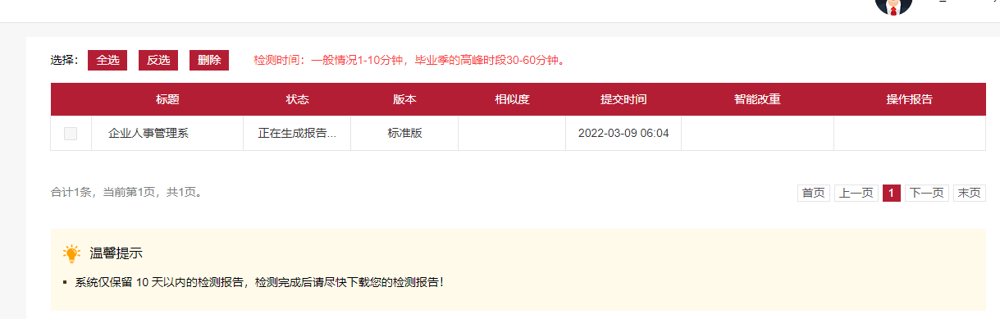 选择： 全选 反选 删除 检测时间：一般情况1-10分钟，毕业季的高峰时段30-60分钟。
标题 状态 版本 相似度 提交时间 智能改重 操作报告
企业人事管理系 正在生成报告... 标准版 2022-03-09 06:04
合计1条，当前第1页，共1页。 首页 上一页 1 下一页 末页
温馨提示
▪ 系统仅保留 10 天以内的检测报告，检测完成后请尽快下载您的检测报告！